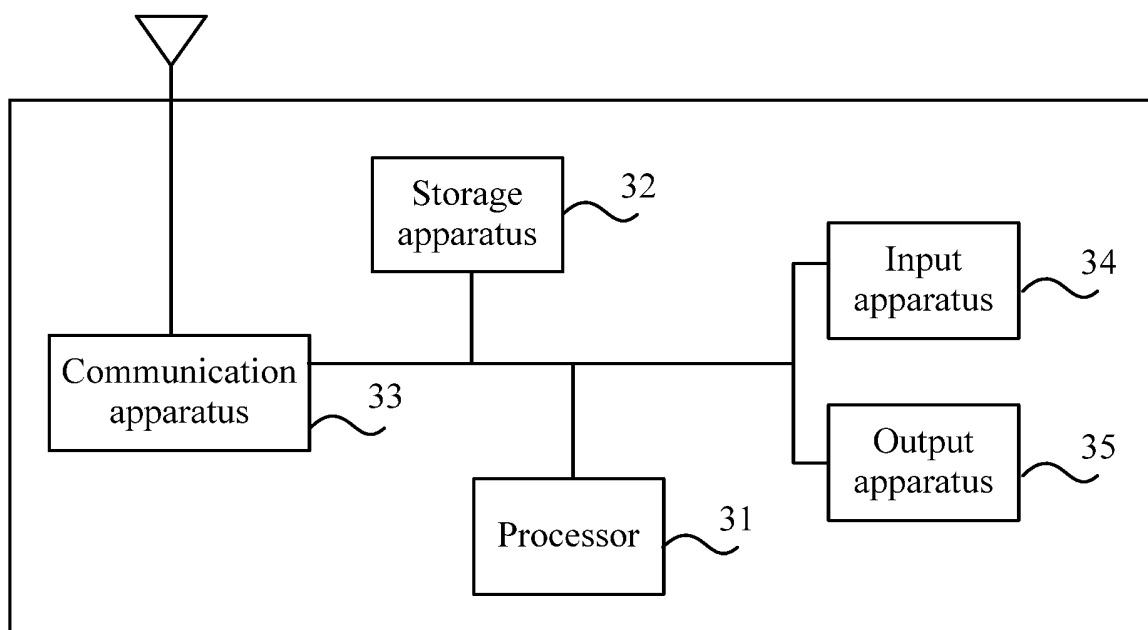 Storage
apparatus
32
Input
apparatus
34
Communication
apparatus
33
Output
apparatus
35
Processor
31